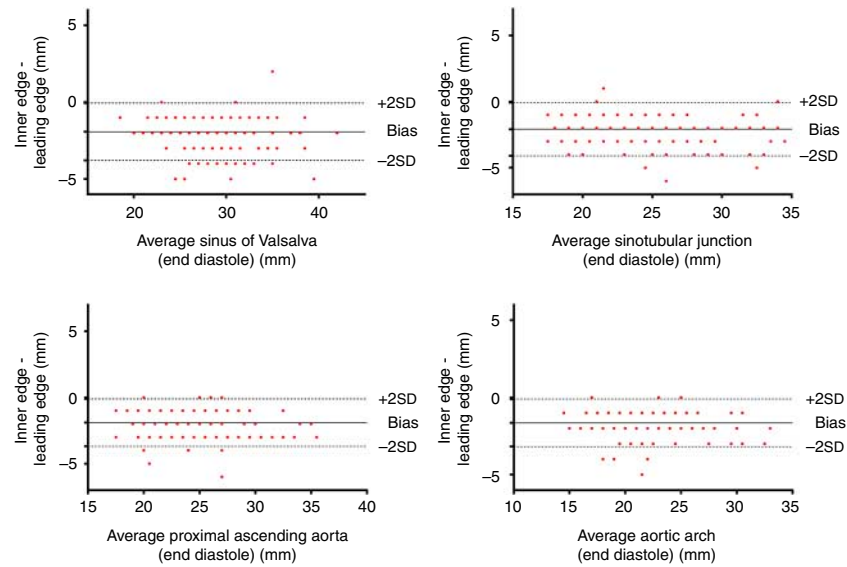 Inner edge -
leading edge (mm)
5
0
–5
+2SD
Bias
–2SD
20
30
40
Average sinus of Valsalva
(end diastole) (mm)
Inner edge -
leading edge (mm)
5
0
–5
+2SD
Bias
–2SD
15
20
25
30
35
Average sinotubular junction
(end diastole) (mm)
Inner edge -
leading edge (mm)
5
0
–5
+2SD
Bias
–2SD
15
20
25
30
35
40
Average proximal ascending aorta
(end diastole) (mm)
Inner edge -
leading edge (mm)
5
0
–5
+2SD
Bias
–2SD
10
15
20
25
30
35
Average aortic arch
(end diastole) (mm)